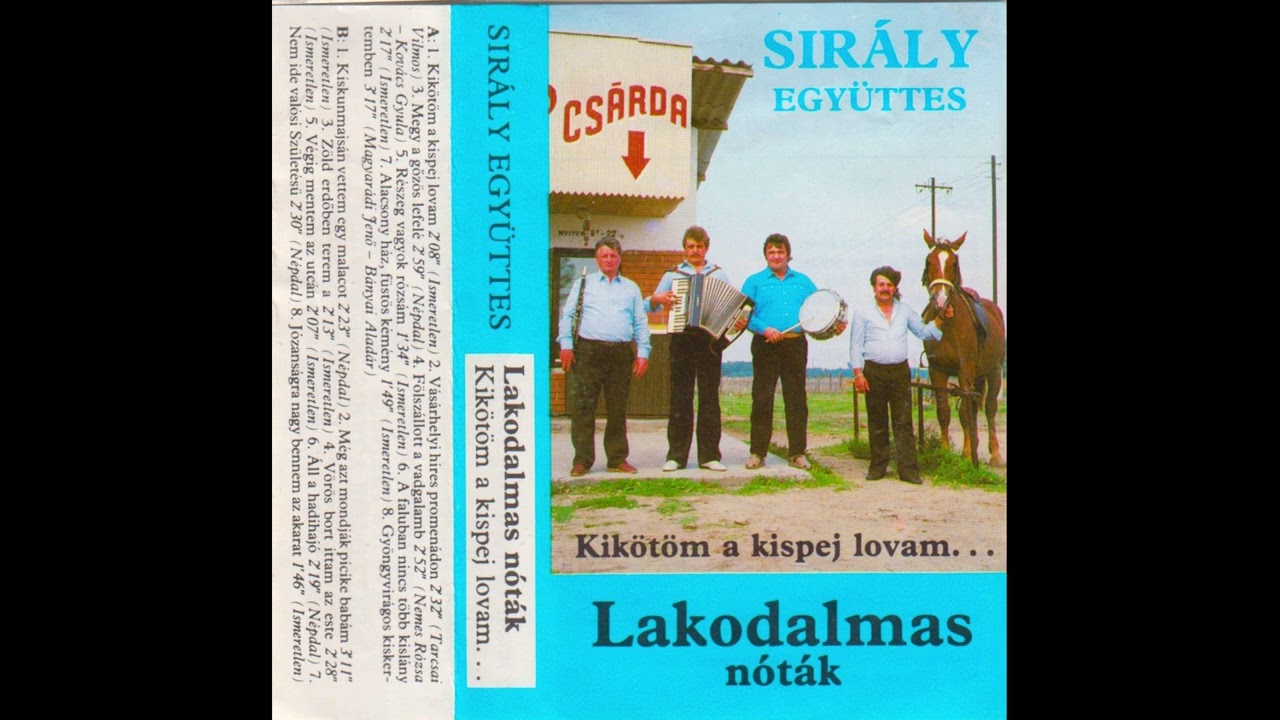 A: 1. Kikötöm a kispej lovam 2'08" (Ismeretlen) 2. Vásárhelyi híres promenádon 2'32" (Tarcsai
Vilmos) 3. Megy a gőzös lefelé 2'59" (Népdal) 4. Fölszállott a vadgalamb 2'52" (Nemes Rózsa
– Kovács Gyula) 5. Részeg vagyok rózsám 1'34" (Ismeretlen) 6. A faluban nincs több kislány
2'17" (Ismeretlen) 7. Alacsony ház, füstös kémény 1'49" (Ismeretlen) 8. Gyöngyvirágos kisker-
temben 3'17" (Magyarádi Jenő – Bányai Aladár)
B: 1. Kiskunmajsán vettem egy malacot 2'23" (Népdal) 2. Még azt mondják picike babám 3'11"
(Ismeretlen) 3. Zöld erdőben terem a 2'13" (Ismeretlen) 4. Vörös bort ittam az este 2'28"
(Ismeretlen) 5. Végig mentem az utcán 2'07" (Ismeretlen) 6. Áll a hadihajó 2'19" (Népdal) 7.
Nem ide valósi Születésü 2'30" (Népdal) 8. Józanságra nagy bennem az akarat 1'46" (Ismeretlen)
SIRÁLY EGYÜTTES
Lakodalmas nóták
Kikötöm a kispej lovam...
SIRÁLY
EGYÜTTES
CSÁRDA
NYITVA 8-22
Kikötöm a kispej lovam...
Lakodalmas
nóták